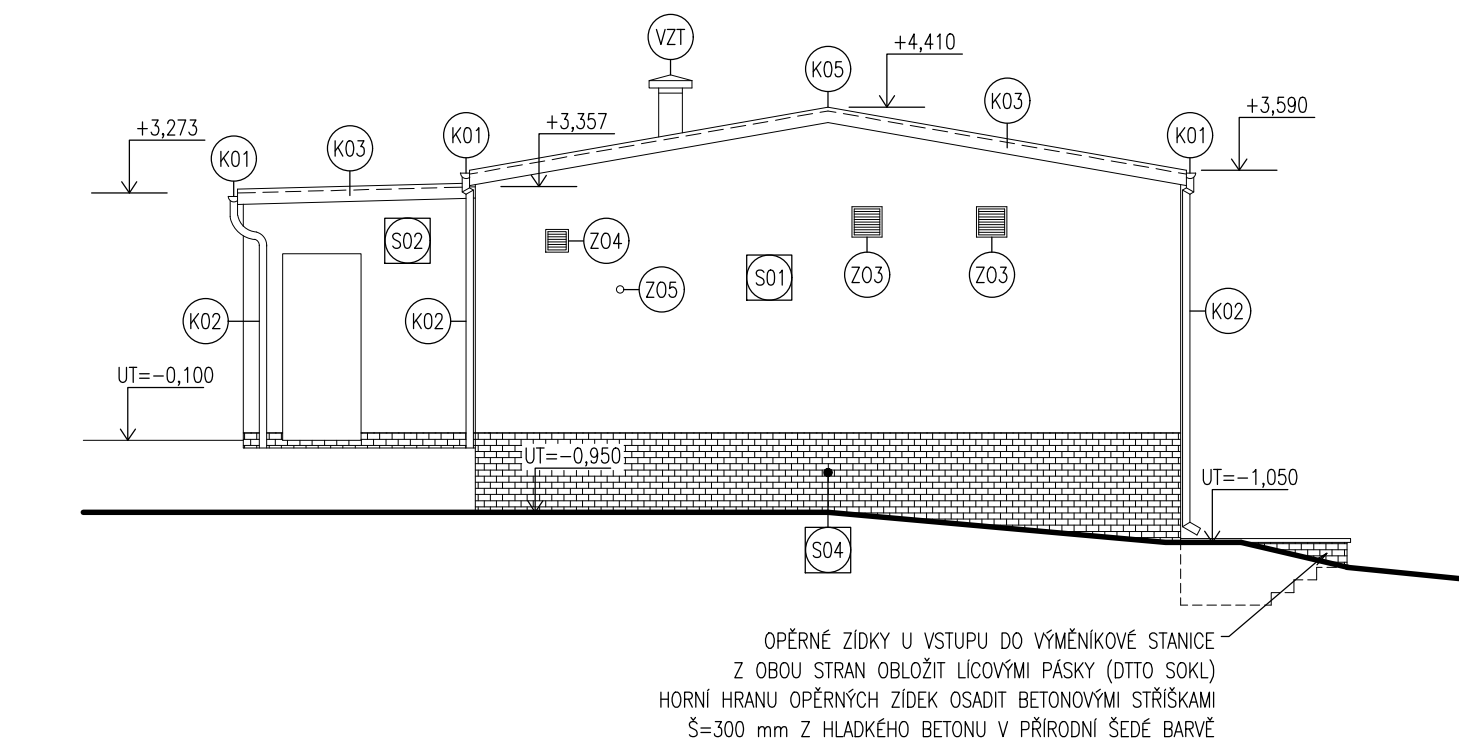 VZT
+4,410
K05
K03
+3,590
+3,273
+3,357
K01
K01
K01
K03
S02
Z04
Z03
Z03
S01
Z05
K02
K02
K02
UT=-0,100
UT=-0,950
UT=-1,050
S04
OPĚRNÉ ZÍDKY U VSTUPU DO VÝMĚNÍKOVÉ STANICE
Z OBOU STRAN OBLOŽIT LÍCOVÝMI PÁSKY (DTTO SOKL)
HORNÍ HRANU OPĚRNÝCH ZÍDEK OSADIT BETONOVÝMI STŘÍŠKAMI
Š=300 mm Z HLADKÉHO BETONU V PŘÍRODNÍ ŠEDÉ BARVĚ